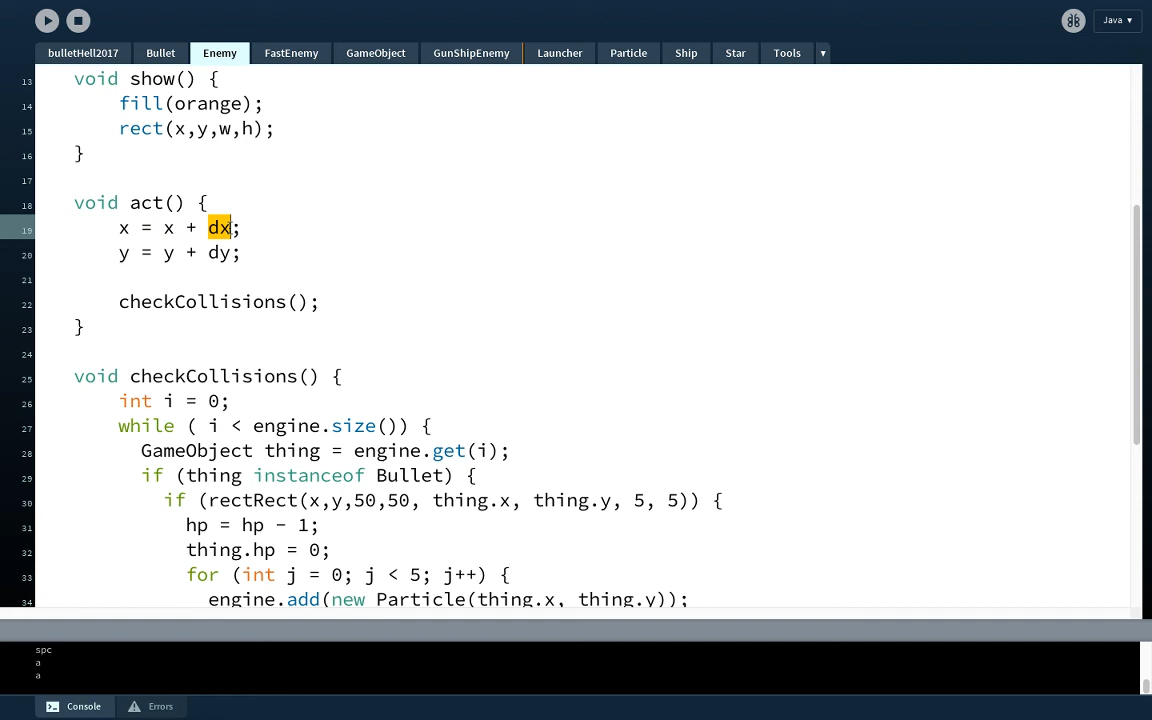 Java ▾
bulletHell2017 Bullet Enemy FastEnemy GameObject GunShipEnemy Launcher Particle Ship Star Tools ▼
13 void show() {
14 fill(orange);
15 rect(x,y,w,h);
16 }
17
18 void act() {
19 x = x + dx;
20 y = y + dy;
21
22 checkCollisions();
23 }
24
25 void checkCollisions() {
26 int i = 0;
27 while ( i < engine.size()) {
28 GameObject thing = engine.get(i);
29 if (thing instanceof Bullet) {
30 if (rectRect(x,y,50,50, thing.x, thing.y, 5, 5)) {
31 hp = hp - 1;
32 thing.hp = 0;
33 for (int j = 0; j < 5; j++) {
34 engine.add(new Particle(thing.x, thing.y));
spc
a
a
Console Errors